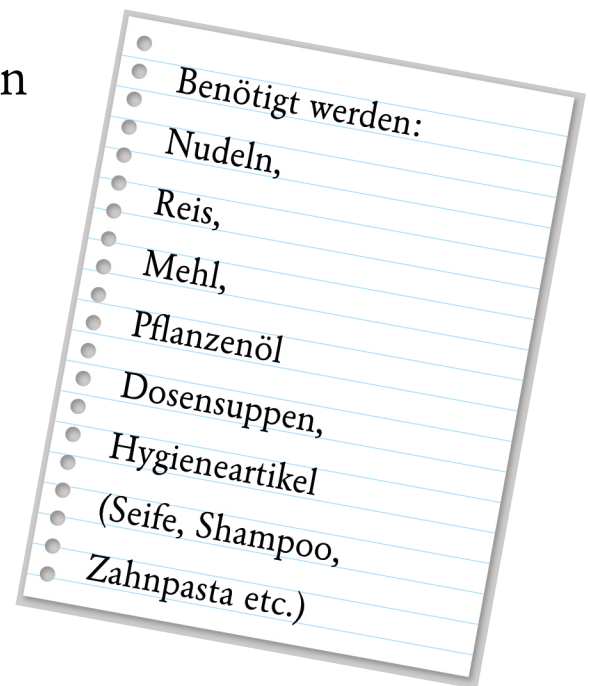 n
Benötigt werden:
Nudeln,
Reis,
Mehl,
Pflanzenöl
Dosensuppen,
Hygieneartikel
(Seife, Shampoo,
Zahnpasta etc.)